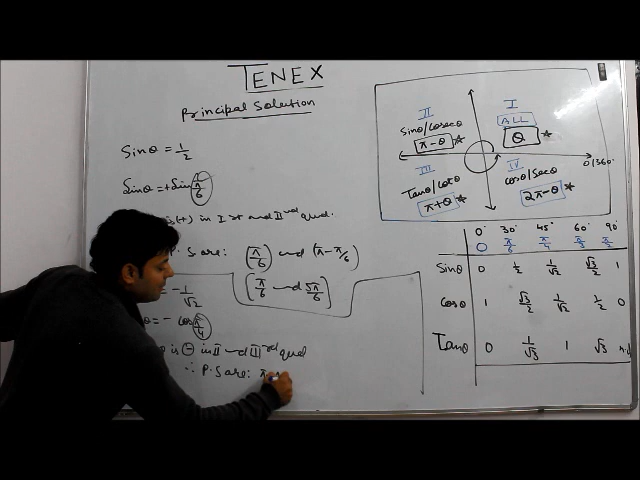 TENEX
Principal Solution
Sinθ = 1/2
Sinθ = + Sin π/6
is (+) in I st and II nd quad.
P.S are: (π/6) and (π - π/6)
(π/6 and 5π/6)
= -1/√2
= - cos π/4
θ is ⊖ in II and III rd quad
∴ P.S are: π -
II
Sinθ/cosecθ
π-θ *
I
ALL
θ *
0/360°
III
Tanθ/cotθ
π+θ *
IV
cosθ/secθ
2π-θ *
0° 30° 45° 60° 90°
0 π/6 π/4 π/3 π/2
Sinθ 0 1/2 1/√2 √3/2 1
cosθ 1 √3/2 1/√2 1/2 0
Tanθ 0 1/√3 1 √3